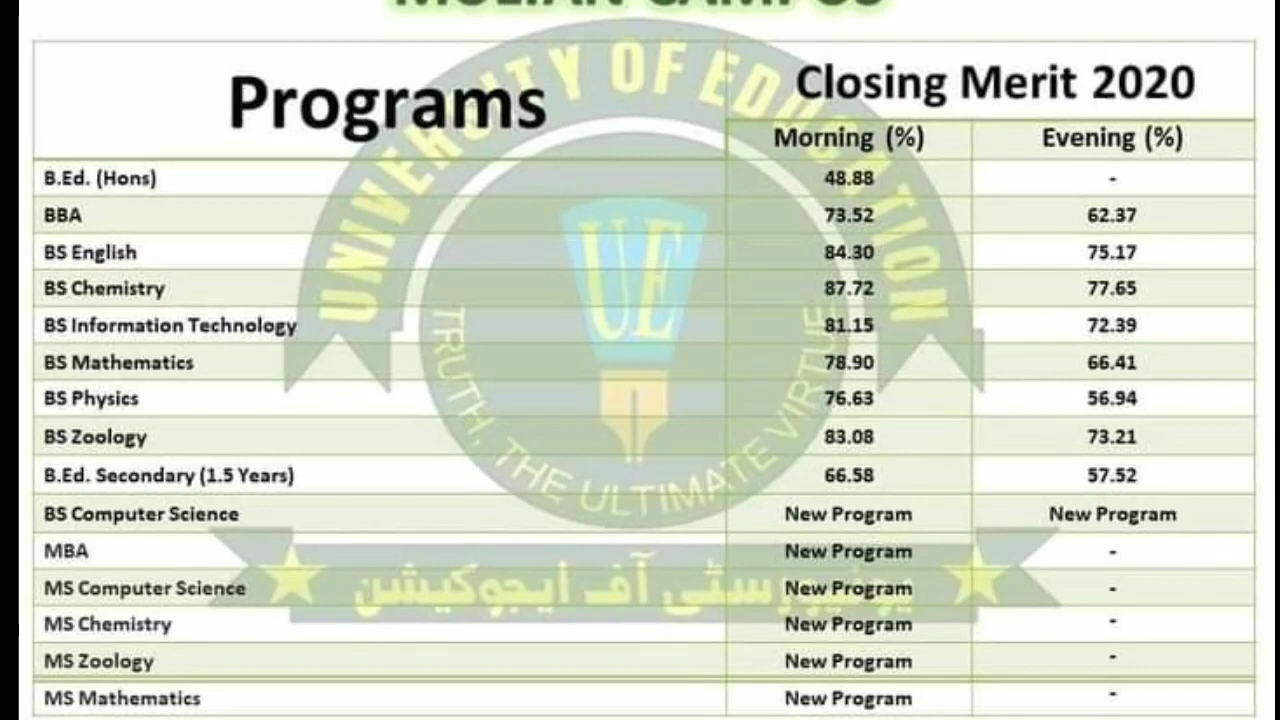 MULTAN CAMPUS
Programs
Closing Merit 2020
Morning (%) Evening (%)
B.Ed. (Hons) 48.88 -
BBA 73.52 62.37
BS English 84.30 75.17
BS Chemistry 87.72 77.65
BS Information Technology 81.15 72.39
BS Mathematics 78.90 66.41
BS Physics 76.63 56.94
BS Zoology 83.08 73.21
B.Ed. Secondary (1.5 Years) 66.58 57.52
BS Computer Science New Program New Program
MBA New Program -
MS Computer Science New Program -
MS Chemistry New Program -
MS Zoology New Program -
MS Mathematics New Program -
UNIVERSITY OF EDUCATION
UE
TRUTH, THE ULTIMATE VIRTUE
یونیورسٹی آف ایجوکیشن